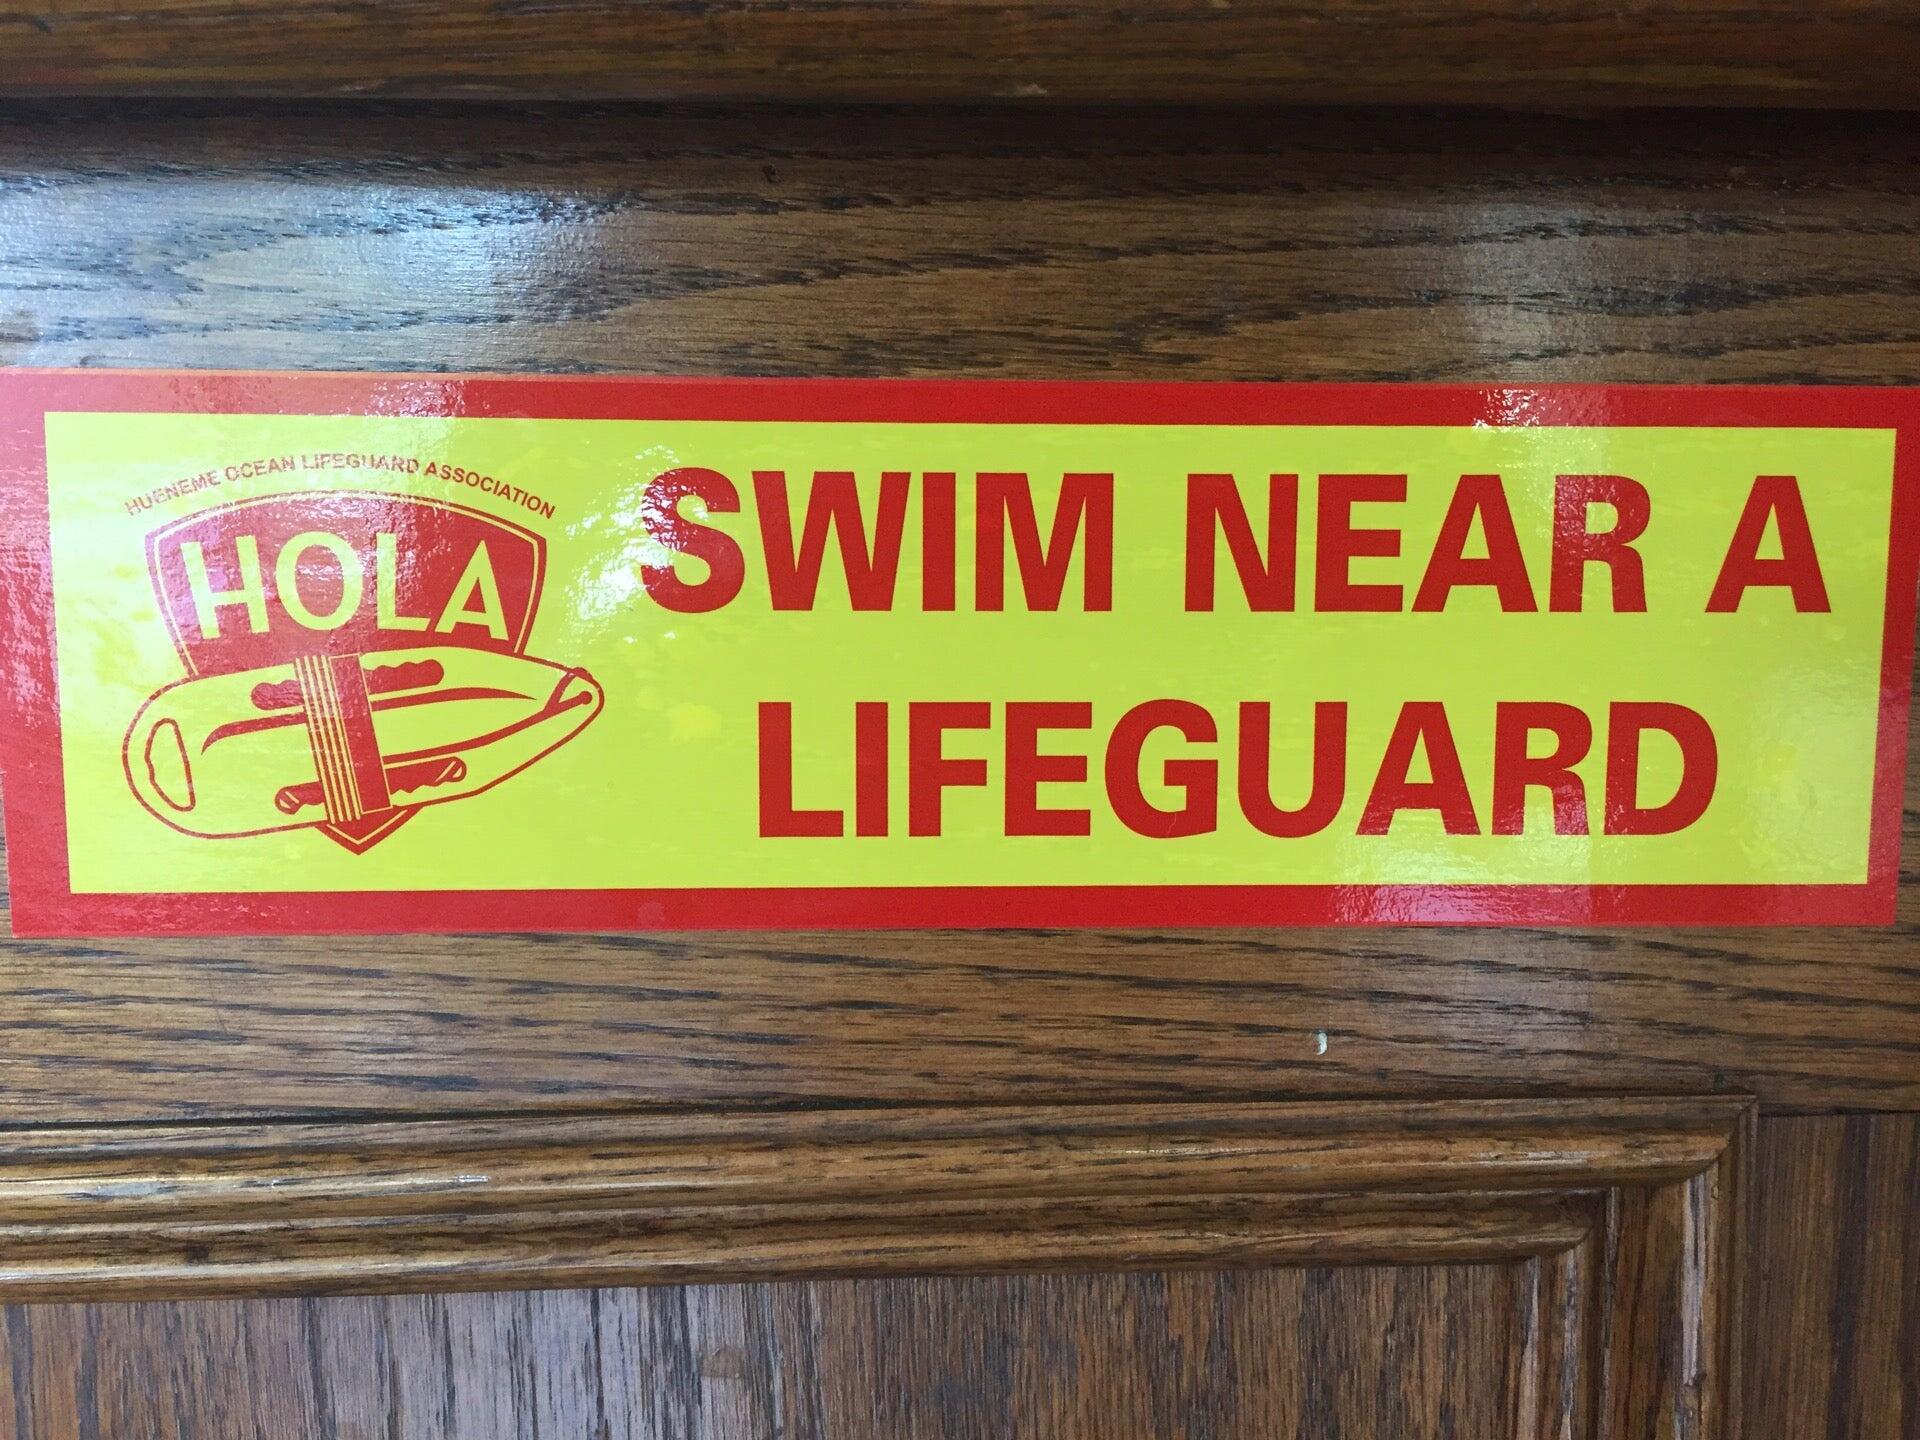 HUENEME OCEAN LIFEGUARD ASSOCIATION
HOLA
SWIM NEAR A
LIFEGUARD